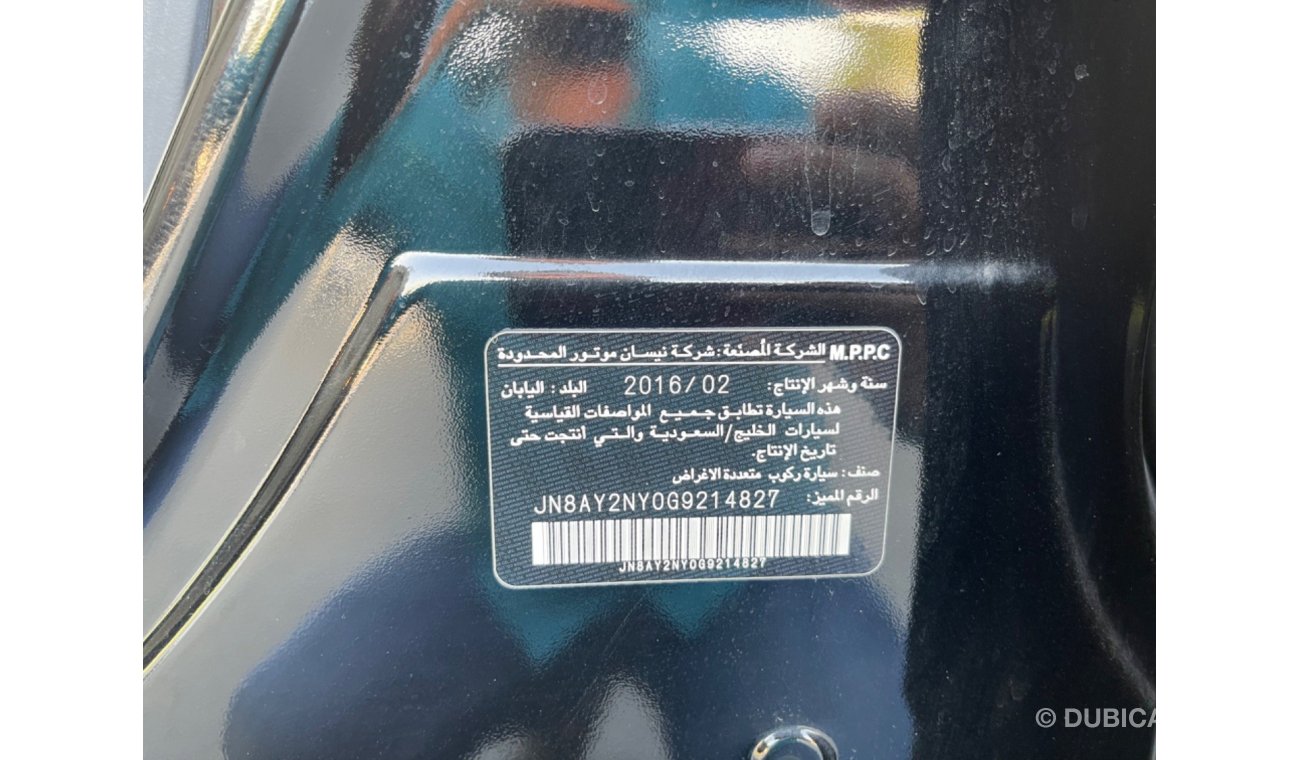 M.P.P.C الشركة المصنعة: شركة نيسان موتور المحدودة
سنة وشهر الإنتاج: 2016/02 البلد: اليابان
هذه السيارة تطابق جميع المواصفات القياسية
لسيارات الخليج/السعودية والتي أنتجت حتى
تاريخ الإنتاج.
صنف: سيارة ركوب متعددة الاغراض
الرقم المميز: JN8AY2NY0G9214827
JN8AY2NY0G9214827
© DUBICA